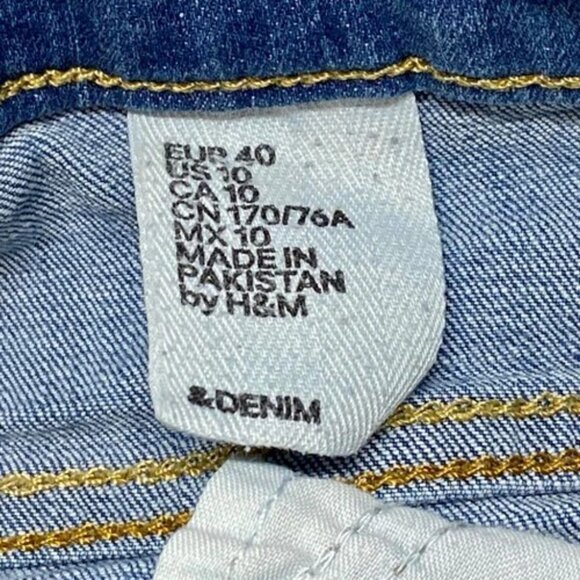 EUR 40
US 10
CA 10
CN 170/76A
MX 10
MADE IN
PAKISTAN
by H&M
&DENIM